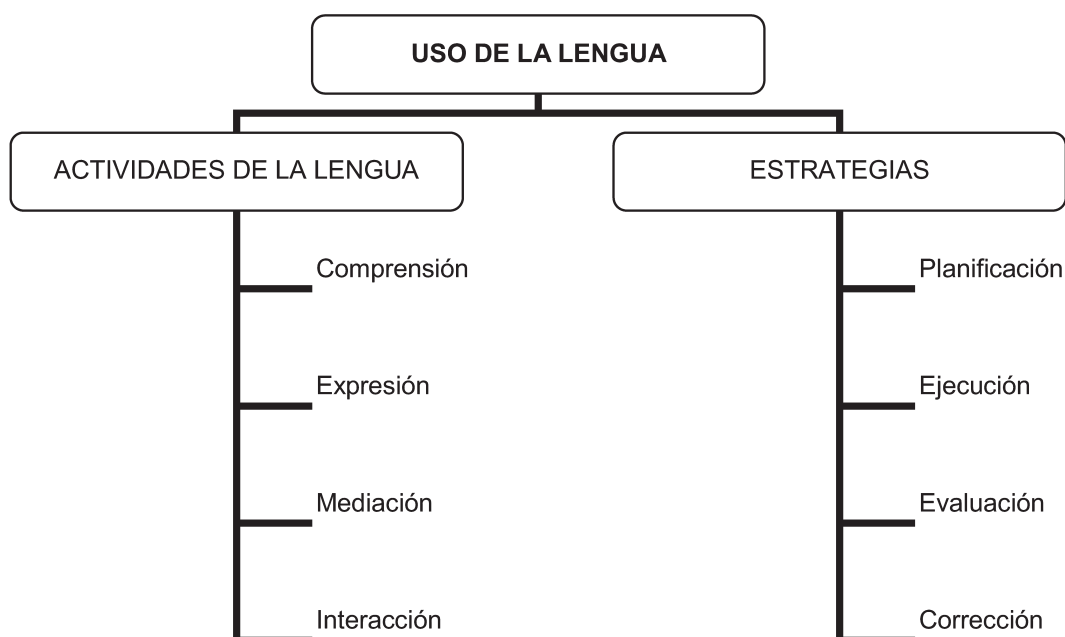 USO DE LA LENGUA
ACTIVIDADES DE LA LENGUA
Comprensión
Expresión
Mediación
Interacción
ESTRATEGIAS
Planificación
Ejecución
Evaluación
Corrección